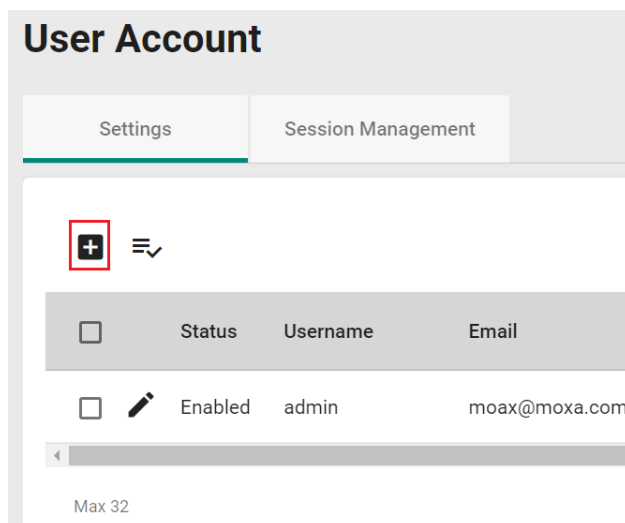 User Account
Settings Session Management
Status Username Email
Enabled admin moax@moxa.com
Max 32